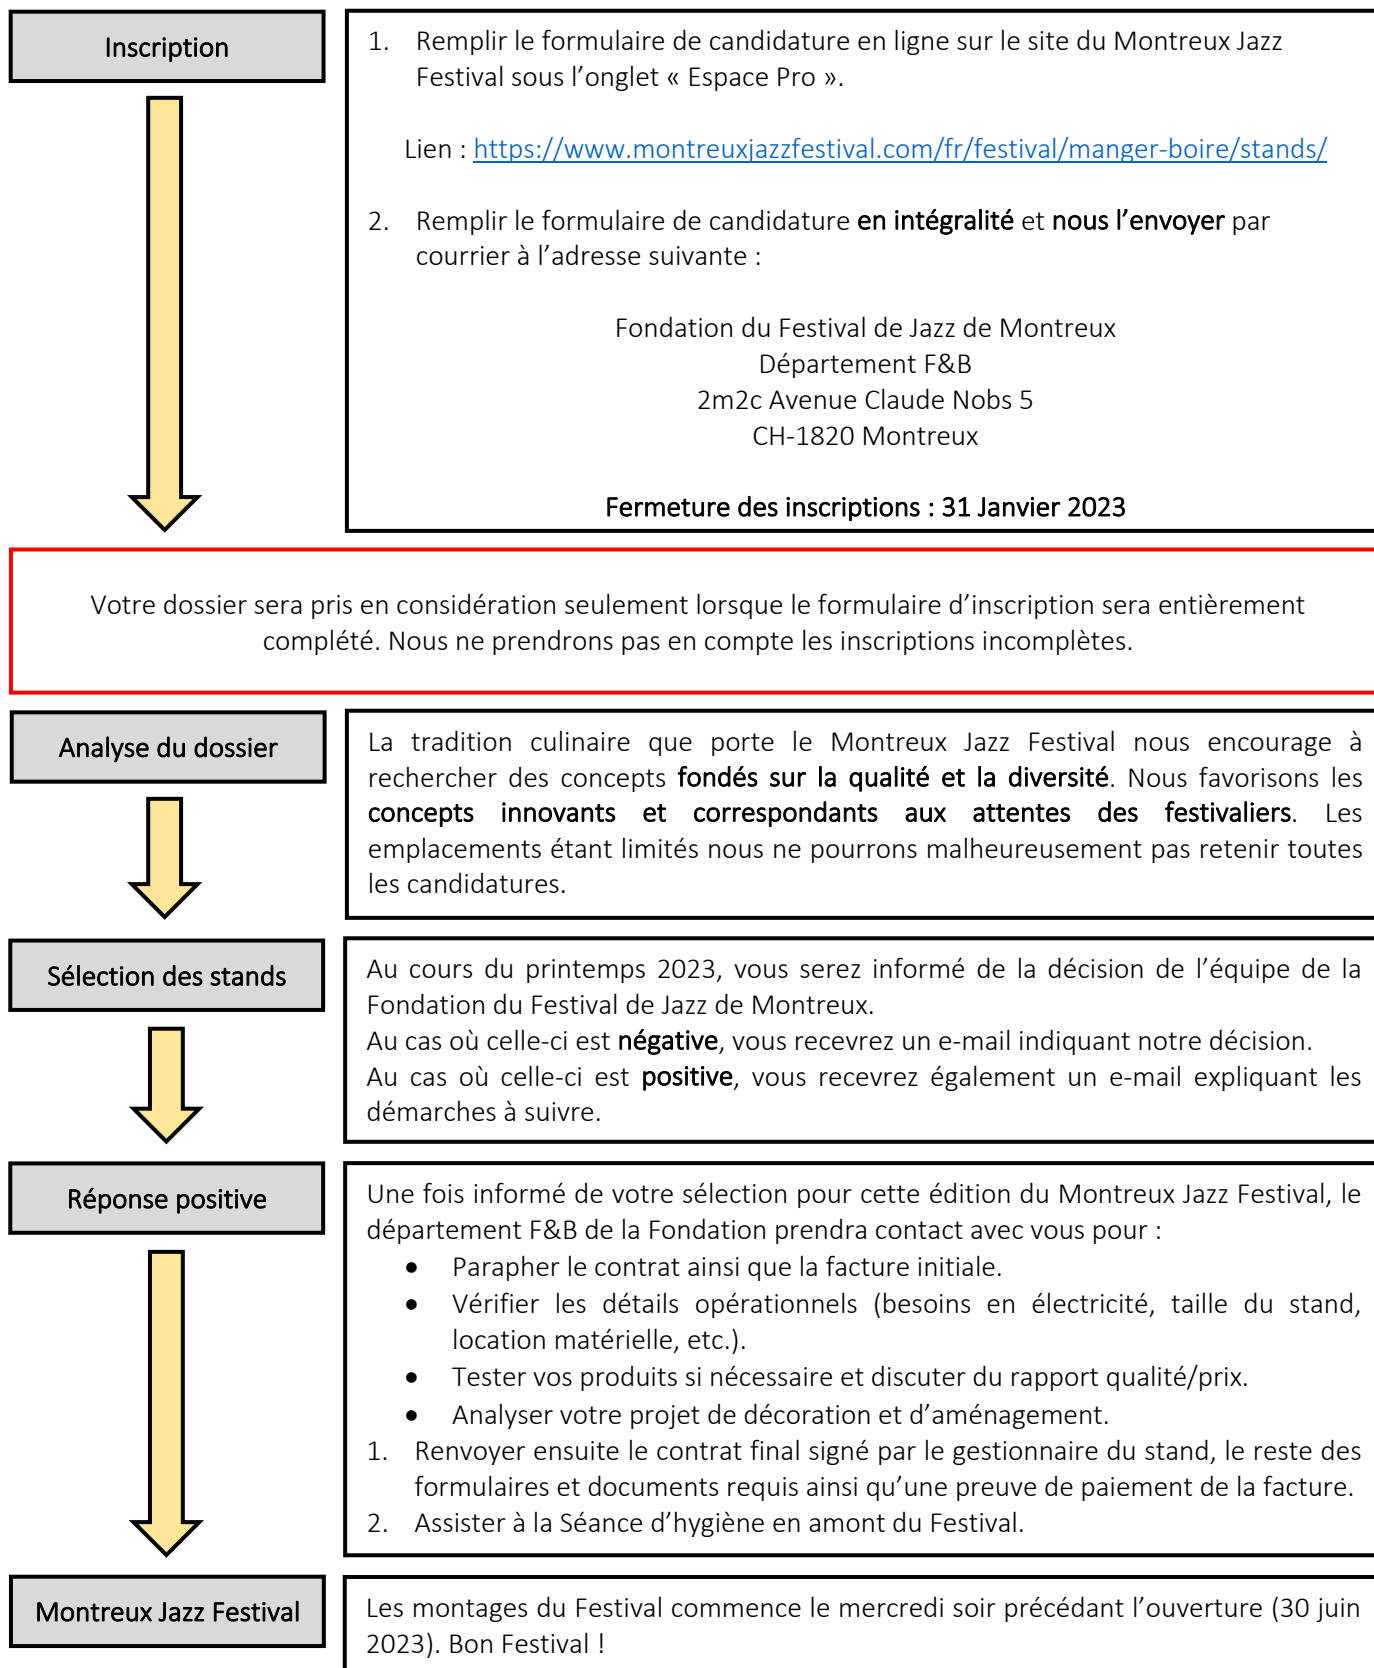 Inscription
1. Remplir le formulaire de candidature en ligne sur le site du Montreux Jazz
Festival sous l’onglet « Espace Pro ».
Lien : https://www.montreuxjazzfestival.com/fr/festival/manger-boire/stands/
2. Remplir le formulaire de candidature en intégralité et nous l’envoyer par
courrier à l’adresse suivante :
Fondation du Festival de Jazz de Montreux
Département F&B
2m2c Avenue Claude Nobs 5
CH-1820 Montreux
Fermeture des inscriptions : 31 Janvier 2023
Votre dossier sera pris en considération seulement lorsque le formulaire d’inscription sera entièrement
complété. Nous ne prendrons pas en compte les inscriptions incomplètes.
Analyse du dossier
La tradition culinaire que porte le Montreux Jazz Festival nous encourage à
rechercher des concepts fondés sur la qualité et la diversité. Nous favorisons les
concepts innovants et correspondants aux attentes des festivaliers. Les
emplacements étant limités nous ne pourrons malheureusement pas retenir toutes
les candidatures.
Sélection des stands
Au cours du printemps 2023, vous serez informé de la décision de l’équipe de la
Fondation du Festival de Jazz de Montreux.
Au cas où celle-ci est négative, vous recevrez un e-mail indiquant notre décision.
Au cas où celle-ci est positive, vous recevrez également un e-mail expliquant les
démarches à suivre.
Réponse positive
Une fois informé de votre sélection pour cette édition du Montreux Jazz Festival, le
département F&B de la Fondation prendra contact avec vous pour :
• Parapher le contrat ainsi que la facture initiale.
• Vérifier les détails opérationnels (besoins en électricité, taille du stand,
location matérielle, etc.).
• Tester vos produits si nécessaire et discuter du rapport qualité/prix.
• Analyser votre projet de décoration et d’aménagement.
1. Renvoyer ensuite le contrat final signé par le gestionnaire du stand, le reste des
formulaires et documents requis ainsi qu’une preuve de paiement de la facture.
2. Assister à la Séance d’hygiène en amont du Festival.
Montreux Jazz Festival
Les montages du Festival commence le mercredi soir précédant l’ouverture (30 juin
2023). Bon Festival !